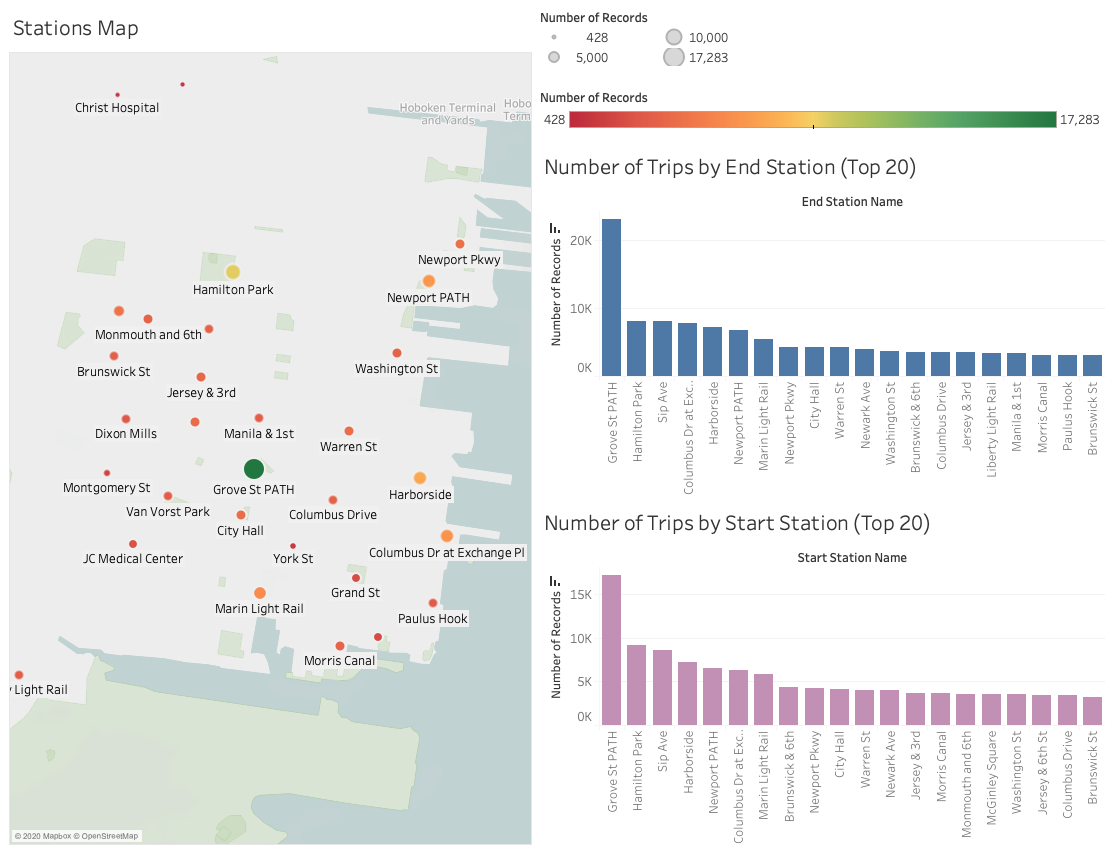 Stations Map
Christ Hospital
Hoboken Terminal
and Yards
Hobo
Term
Newport Pkwy
Hamilton Park
Newport PATH
Monmouth and 6th
Brunswick St
Washington St
Jersey & 3rd
Dixon Mills
Manila & 1st
Warren St
Montgomery St
Grove St PATH
Harborside
Van Vorst Park
Columbus Drive
City Hall
Columbus Dr at Exchange Pl
JC Medical Center
York St
Grand St
Marin Light Rail
Paulus Hook
Morris Canal
y Light Rail
© 2020 Mapbox © OpenStreetMap
Number of Records
428
10,000
5,000
17,283
Number of Records
428
17,283
Number of Trips by End Station (Top 20)
End Station Name
Number of Records
20K
10K
0K
Grove St PATH
Hamilton Park
Sip Ave
Columbus Dr at Exc..
Harborside
Newport PATH
Marin Light Rail
Newport Pkwy
City Hall
Warren St
Newark Ave
Washington St
Brunswick & 6th
Columbus Drive
Jersey & 3rd
Liberty Light Rail
Manila & 1st
Morris Canal
Paulus Hook
Brunswick St
Number of Trips by Start Station (Top 20)
Start Station Name
Number of Records
15K
10K
5K
0K
Grove St PATH
Hamilton Park
Sip Ave
Harborside
Newport PATH
Columbus Dr at Exc..
Marin Light Rail
Brunswick & 6th
Newport Pkwy
City Hall
Warren St
Newark Ave
Jersey & 3rd
Morris Canal
Monmouth and 6th
McGinley Square
Washington St
Jersey & 6th St
Columbus Drive
Brunswick St